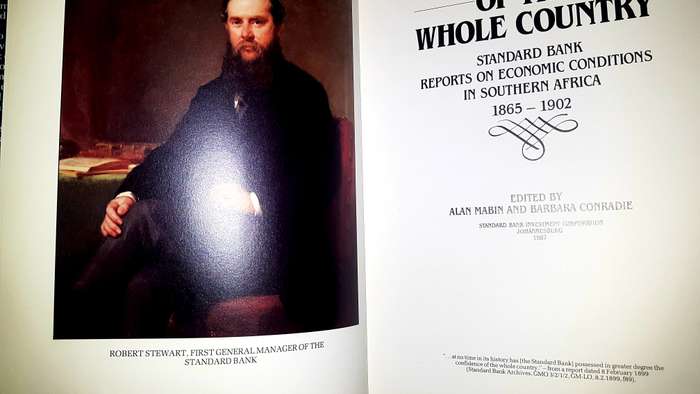 ROBERT STEWART, FIRST GENERAL MANAGER OF THE
STANDARD BANK
WHOLE COUNTRY
STANDARD BANK
REPORTS ON ECONOMIC CONDITIONS
IN SOUTHERN AFRICA
1865 – 1902
EDITED BY
ALAN MABIN AND BARBARA CONRADIE
STANDARD BANK INVESTMENT CORPORATION
JOHANNESBURG
1987
"...at no time in its history has [the Standard Bank] possessed in greater degree the
confidence of the whole country." – from a report dated 8 February 1899
(Standard Bank Archives, GMO 3/2/1/2, GM-LO, 8.2.1899, f89).